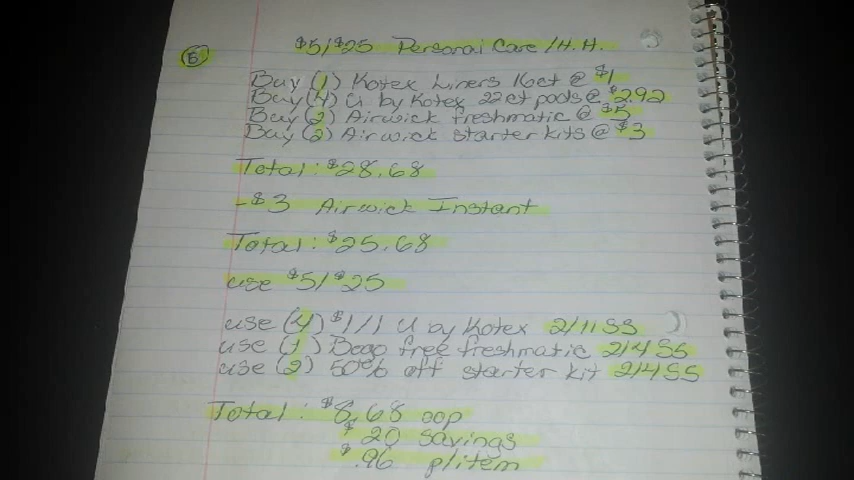 5
$5/$25 Personal Care/H.H.
Buy (1) Kotex Liners 16ct @ $1
Buy (4) U by Kotex 22ct pads @ $2.92
Buy (2) Airwick freshmatic @ $5
Buy (2) Airwick starter kits @ $3
Total: $28.68
-$3 Airwick Instant
Total: $25.68
use $5/$25
use (4) $1/1 U by Kotex 2/11 SS
use (1) Bogo free freshmatic 2/4 SS
use (2) 50% off starter kit 2/4 SS
Total: $8.68 oop
$20 savings
$.96 p/item